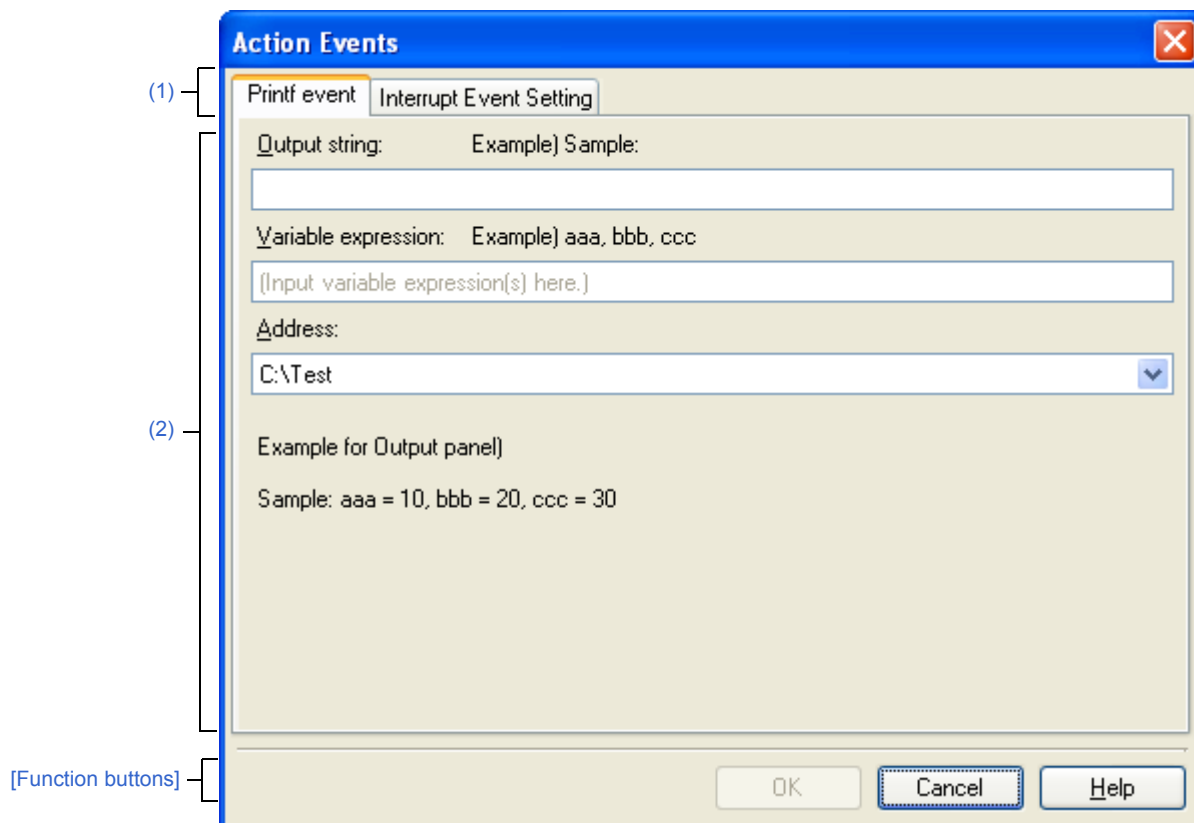 Action Events
(1)
Printf event Interrupt Event Setting
Output string: Example) Sample:
Variable expression: Example) aaa, bbb, ccc
(Input variable expression(s) here.)
Address:
C:\Test
(2)
Example for Output panel)
Sample: aaa = 10, bbb = 20, ccc = 30
[Function buttons]
OK Cancel Help